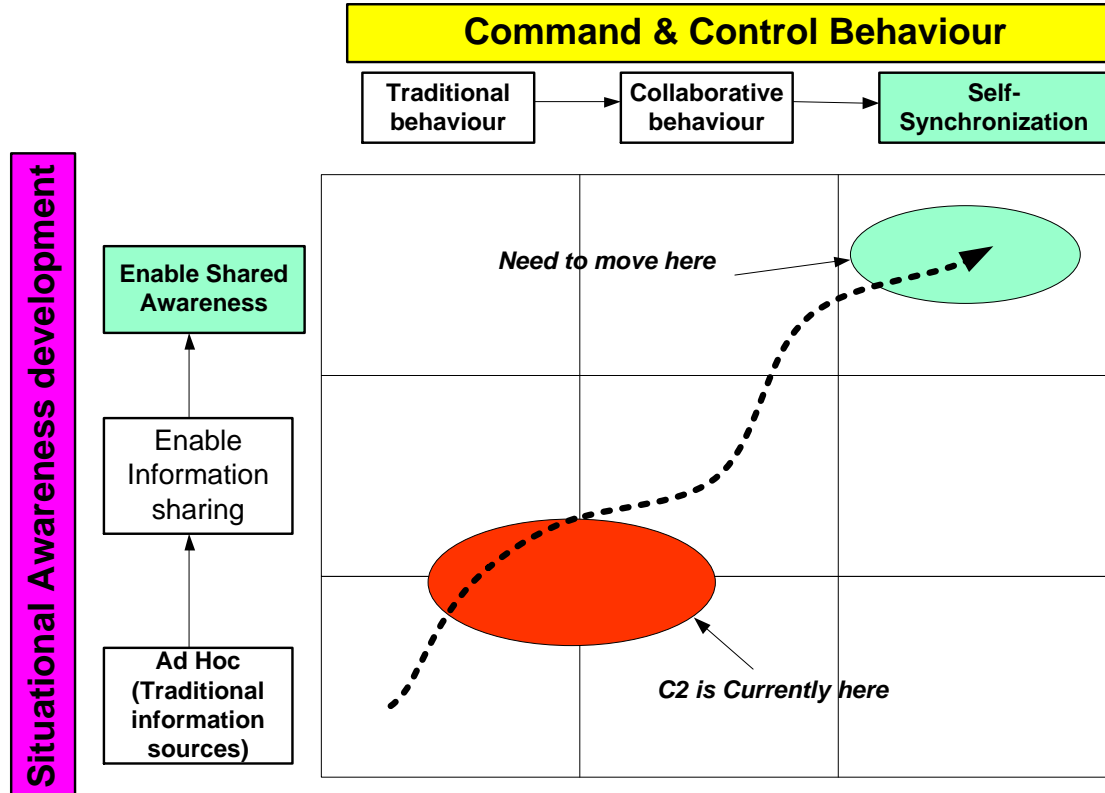 Command & Control Behaviour
Traditional
behaviour
Collaborative
behaviour
Self-
Synchronization
Situational Awareness development
Enable Shared
Awareness
Need to move here
Enable
Information
sharing
Ad Hoc
(Traditional
information
sources)
C2 is Currently here